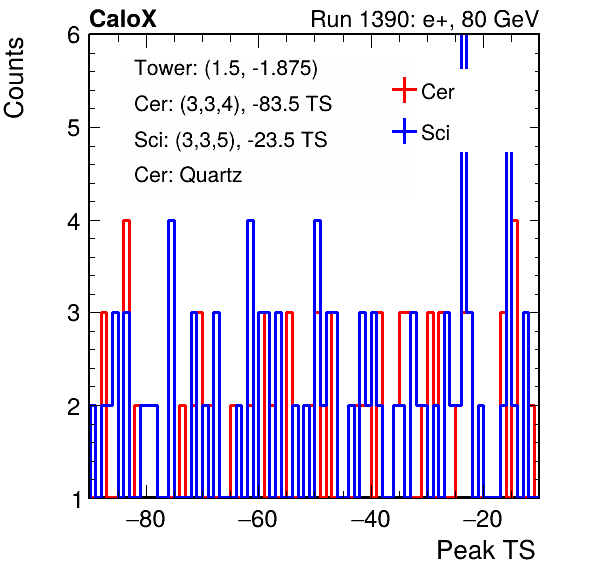 CaloX
Run 1390: e+, 80 GeV
Counts
6
5
4
3
2
1
Tower: (1.5, -1.875)
Cer: (3,3,4), -83.5 TS
Sci: (3,3,5), -23.5 TS
Cer: Quartz
Cer
Sci
−80
−60
−40
−20
Peak TS